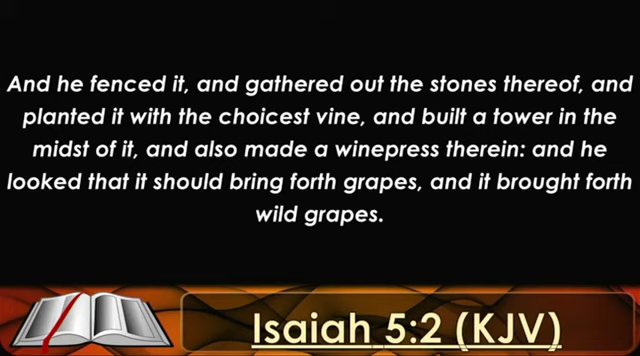 And he fenced it, and gathered out the stones thereof, and
planted it with the choicest vine, and built a tower in the
midst of it, and also made a winepress therein: and he
looked that it should bring forth grapes, and it brought forth
wild grapes.
Isaiah 5:2 (KJV)